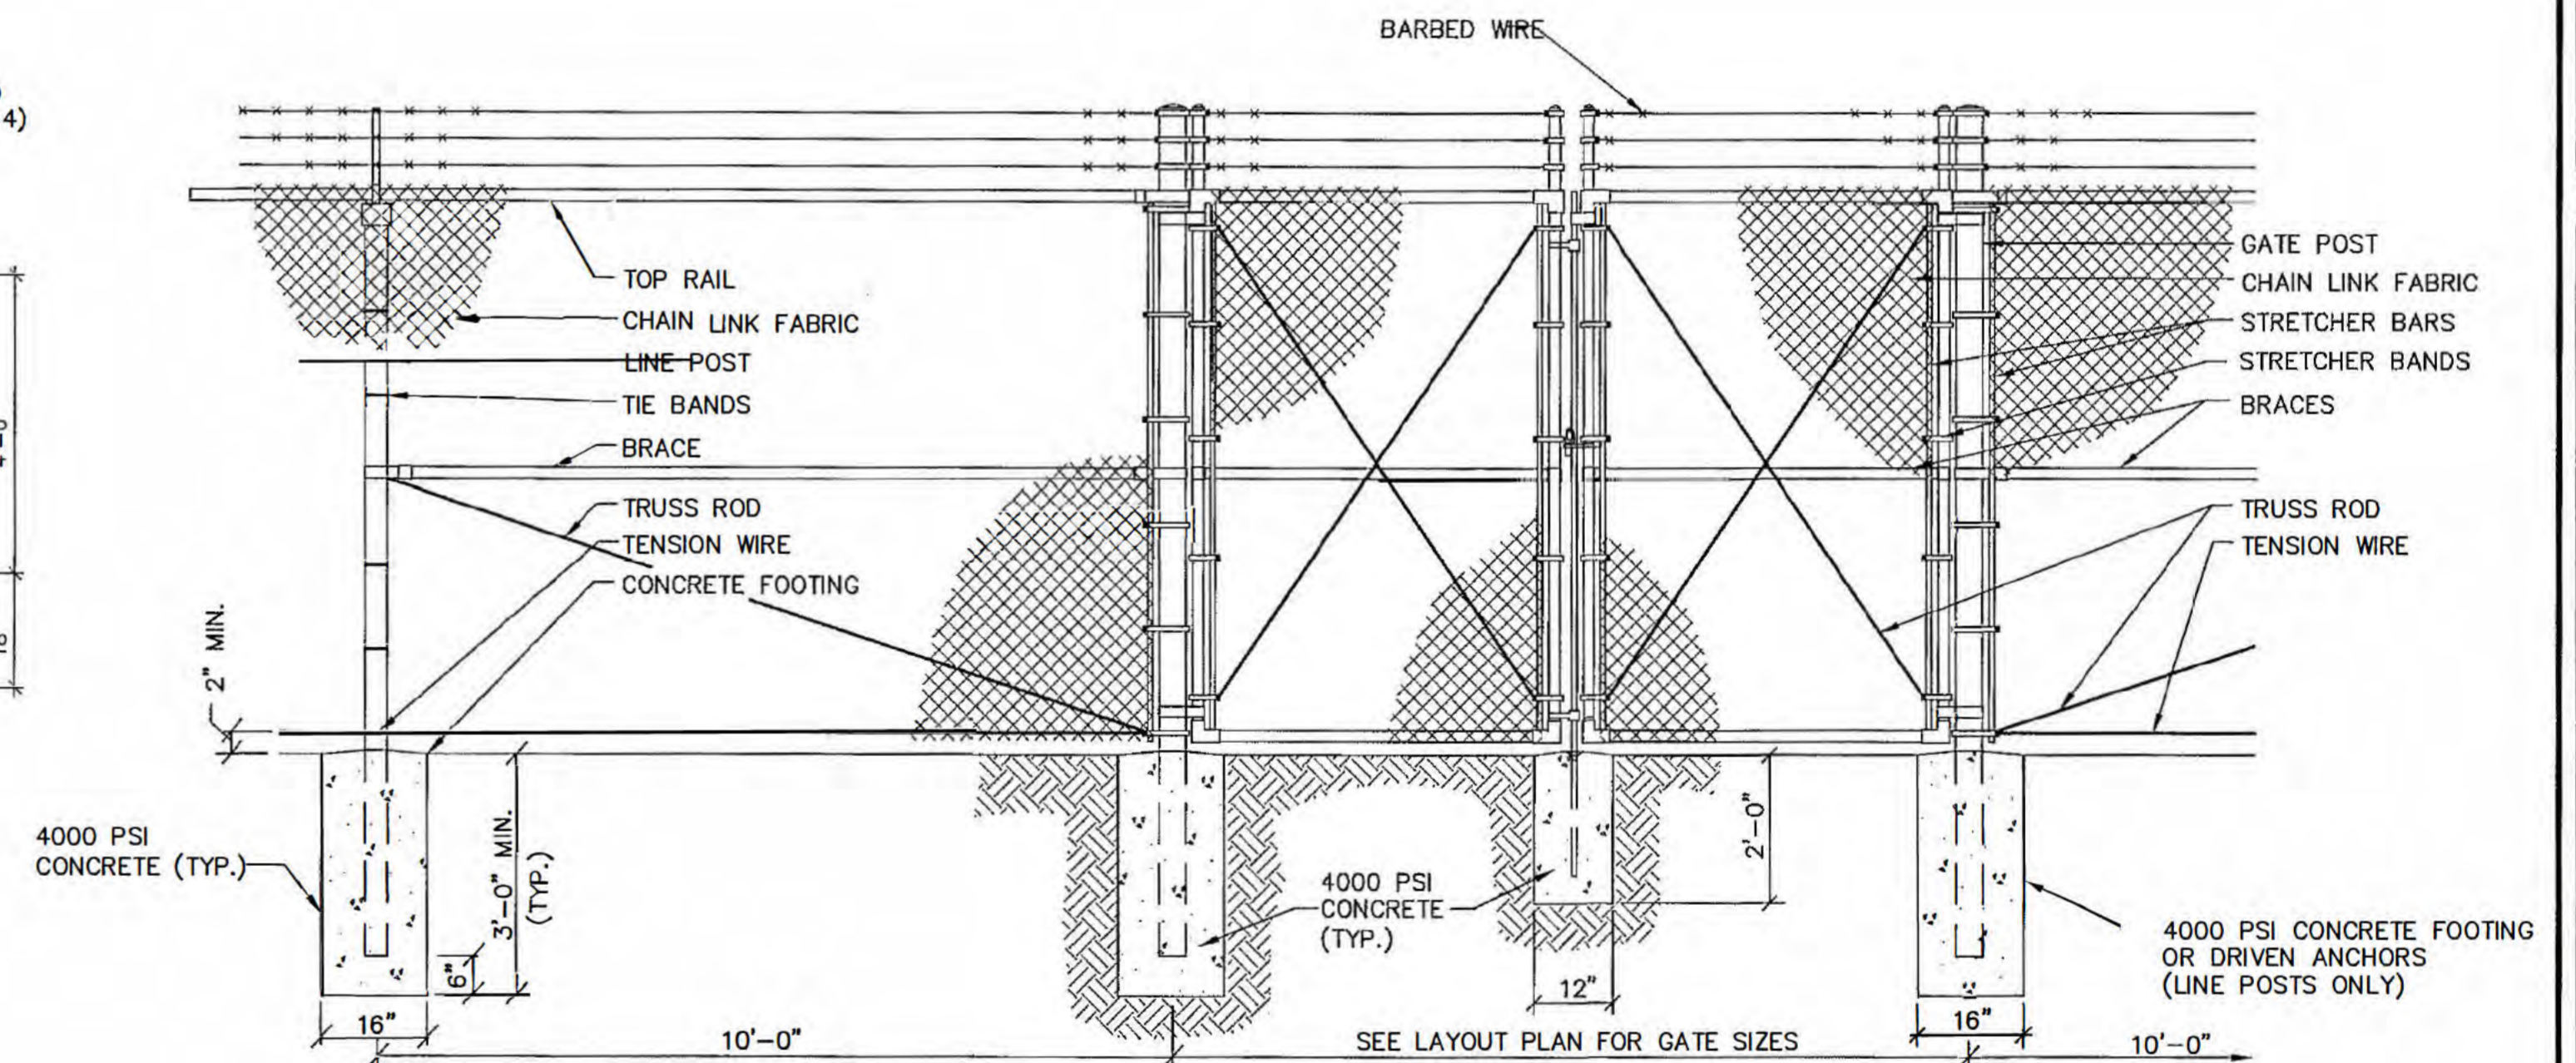 BARBED WIRE
4)
TOP RAIL
CHAIN LINK FABRIC
LINE POST
TIE BANDS
BRACE
TRUSS ROD
TENSION WIRE
CONCRETE FOOTING
GATE POST
CHAIN LINK FABRIC
STRETCHER BARS
STRETCHER BANDS
BRACES
TRUSS ROD
TENSION WIRE
2" MIN.
4000 PSI
CONCRETE (TYP.)
3'-0" MIN.
(TYP.)
6"
16"
10'-0"
4000 PSI
CONCRETE
(TYP.)
2'-0"
12"
SEE LAYOUT PLAN FOR GATE SIZES
4000 PSI CONCRETE FOOTING
OR DRIVEN ANCHORS
(LINE POSTS ONLY)
16"
10'-0"